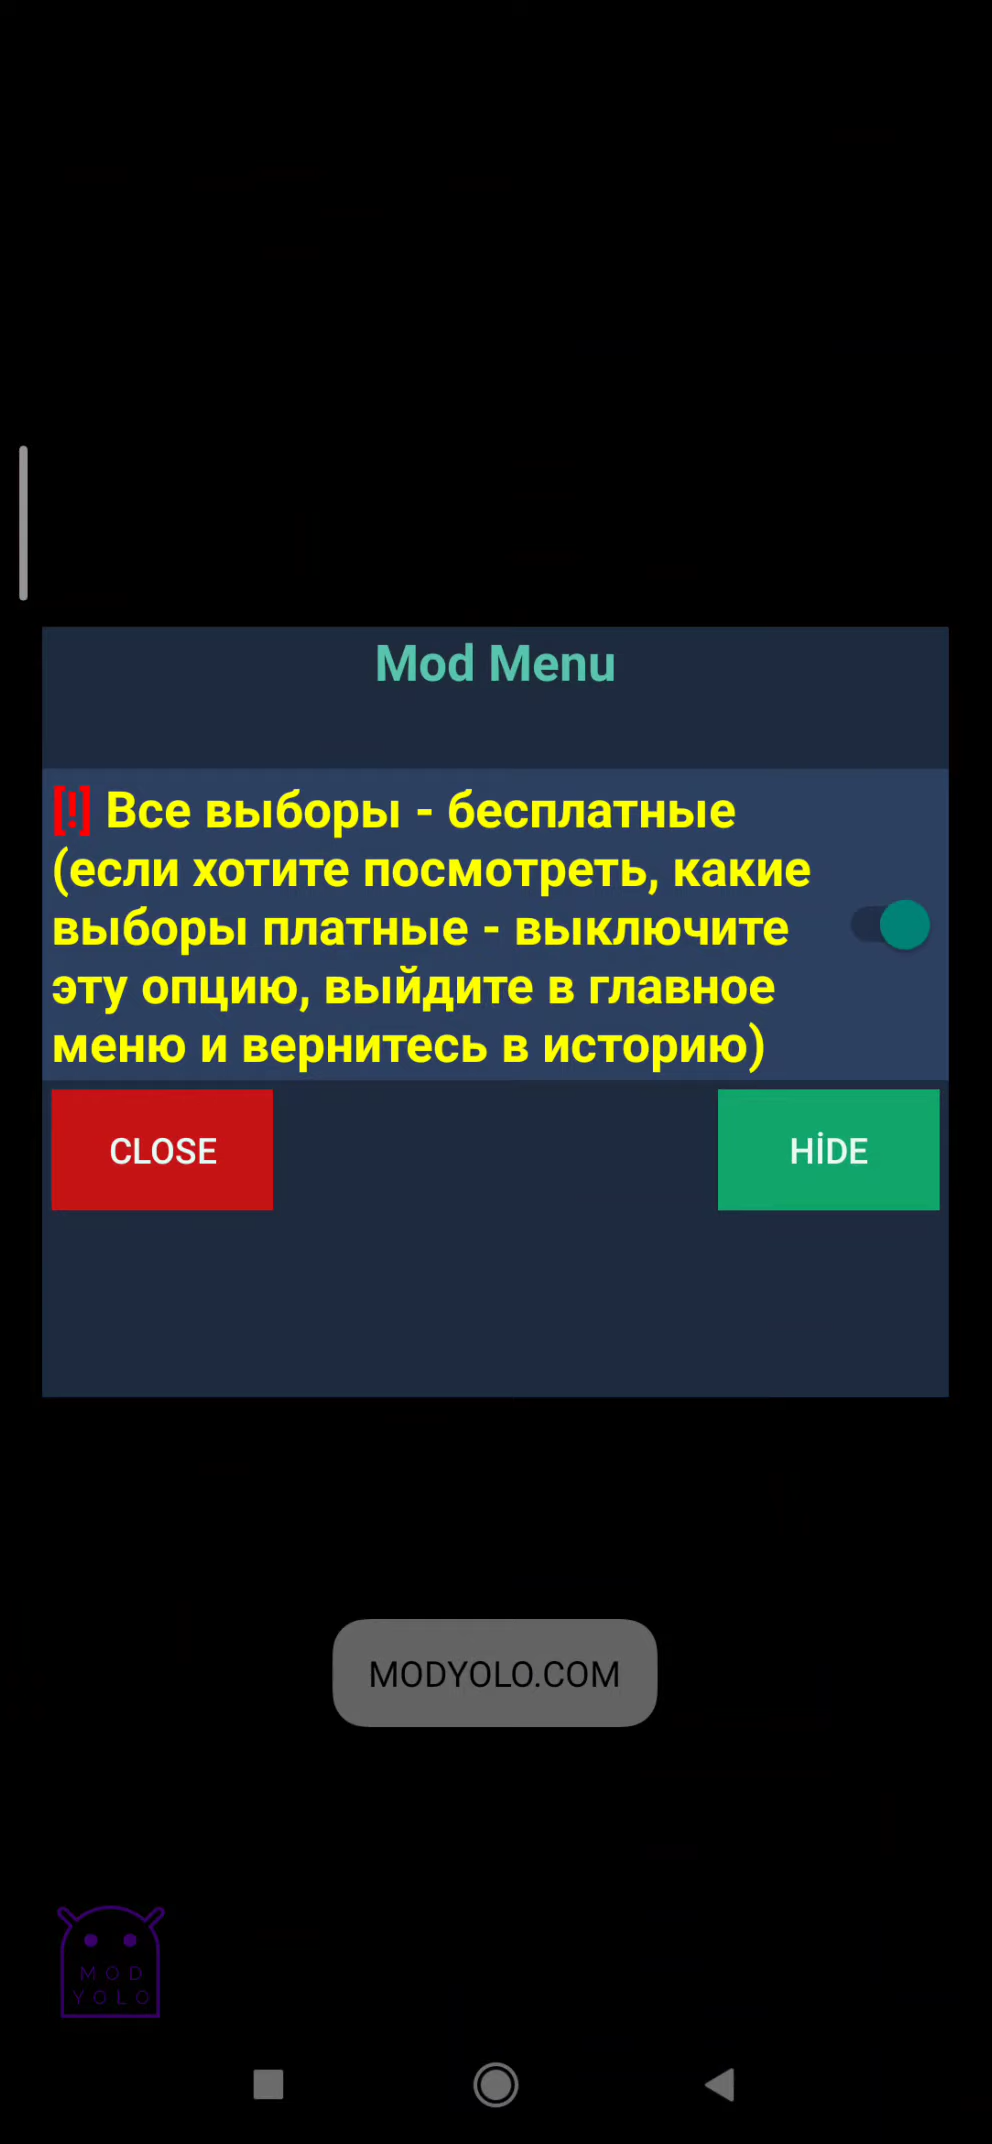 Mod Menu
[!] Все выборы - бесплатные
(если хотите посмотреть, какие
выборы платные - выключите
эту опцию, выйдите в главное
меню и вернитесь в историю)
CLOSE
HİDE
MODYOLO.COM
MOD
YOLO